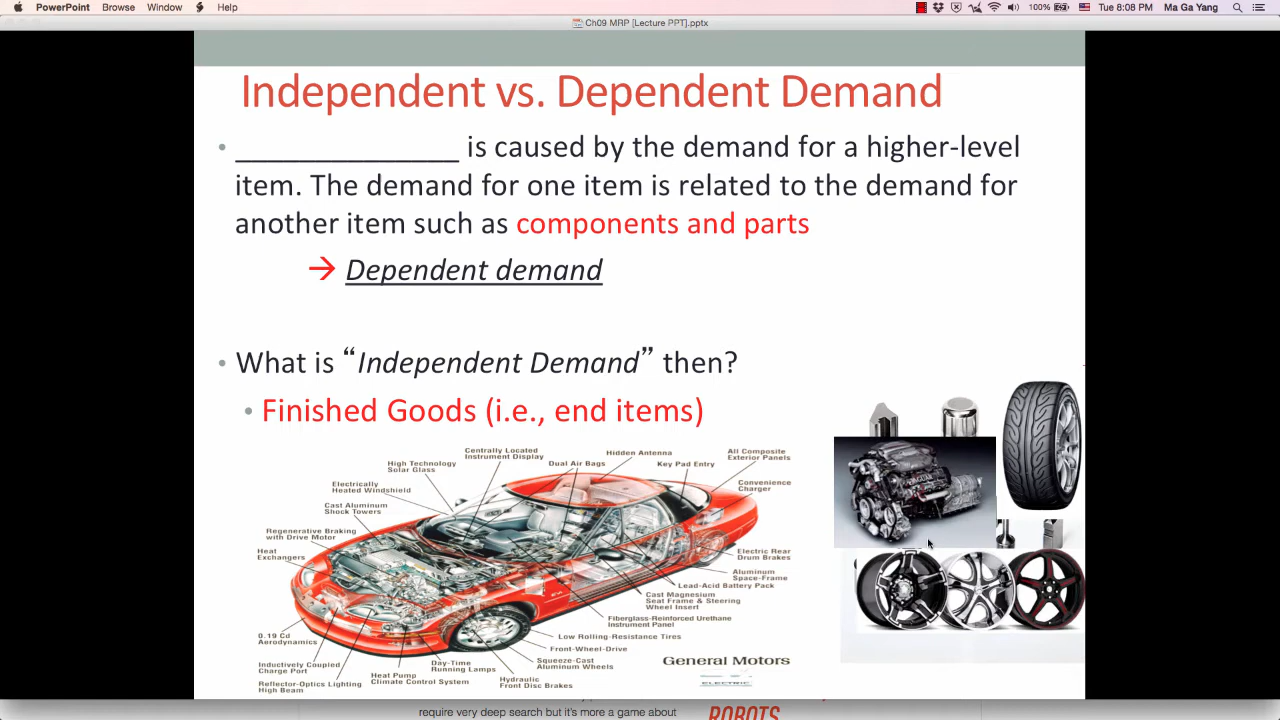 PowerPoint Browse Window Help
100% Tue 8:08 PM Ma Ga Yang
Ch09 MRP [Lecture PPT].pptx
Independent vs. Dependent Demand
• ______________ is caused by the demand for a higher-level
item. The demand for one item is related to the demand for
another item such as components and parts
→ Dependent demand
• What is “Independent Demand” then?
• Finished Goods (i.e., end items)
Centrally Located
Instrument Display
High Technology
Solar Glass
Electrically
Heated Windshield
Cast Aluminum
Shock Towers
Regenerative Braking
with Drive Motor
Heat
Exchangers
Dual Air Bags
Hidden Antenna
Key Pad Entry
All Composite
Exterior Panels
Convenience
Charger
Electric Rear
Drum Brakes
Aluminum
Space-Frame
Lead-Acid Battery Pack
Cast Magnesium
Seat Frame & Steering
Wheel Insert
Fiberglass-Reinforced Urethane
Instrument Panel
Low Rolling-Resistance Tires
Front-Wheel-Drive
Squeeze-Cast
Aluminum Wheels
Hydraulic
Front Disc Brakes
Day-Time
Running Lamps
Heat Pump
Climate Control System
0.19 Cd
Aerodynamics
Inductively Coupled
Charge Port
Reflector-Optics Lighting
High Beam
General Motors
ELECTRIC
require very deep search but it's more a game about
ROBOTS